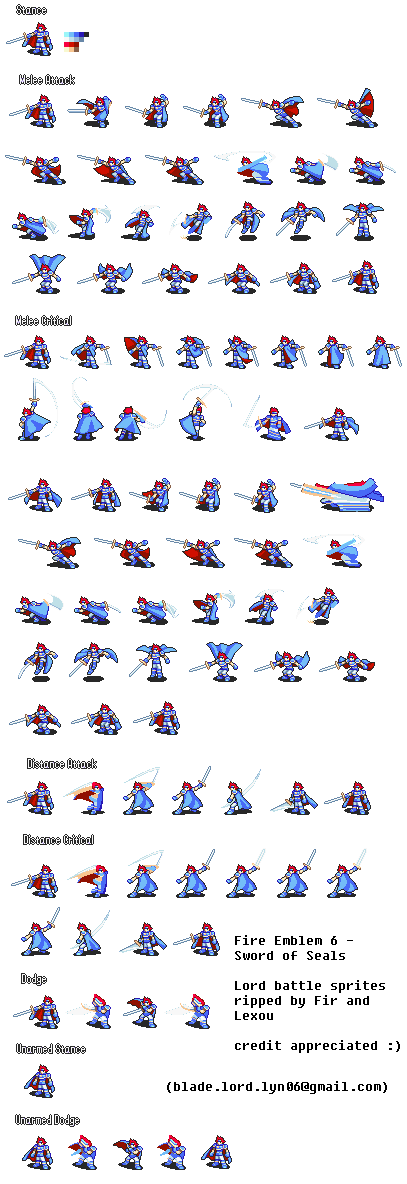 Stance
Melee Attack
Melee Critical
Distance Attack
Distance Critical
Fire Emblem 6 -
Sword of Seals
Lord battle sprites
ripped by Fir and
Lexou
credit appreciated :)
(blade.lord.lyn06@gmail.com)
Dodge
Unarmed Stance
Unarmed Dodge